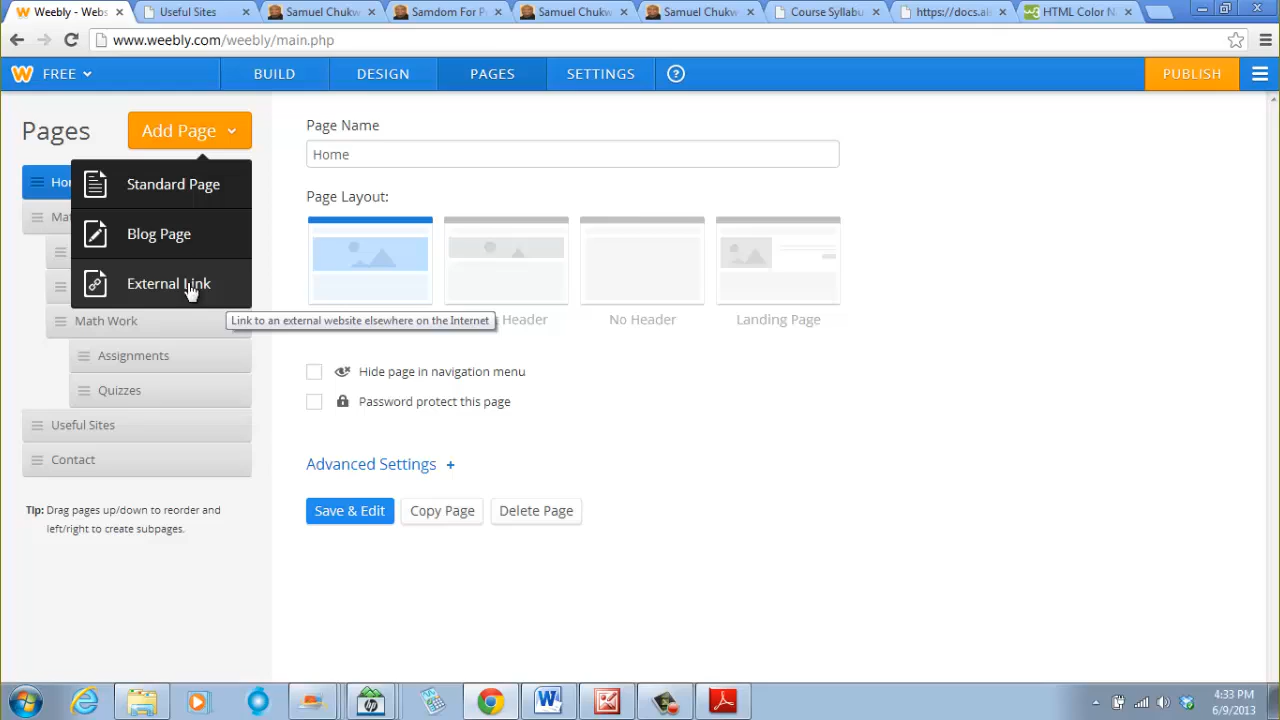 Weebly - Webs
Useful Sites
Samuel Chukw
Samdom For P
Samuel Chukw
Samuel Chukw
Course Syllabu
https://docs.al
HTML Color N
www.weebly.com/weebly/main.php
FREE
BUILD
DESIGN
PAGES
SETTINGS
?
PUBLISH
Pages
Add Page
Standard Page
Blog Page
External Link
Link to an external website elsewhere on the Internet
Math Work
Assignments
Quizzes
Useful Sites
Contact
Tip: Drag pages up/down to reorder and
left/right to create subpages.
Page Name
Home
Page Layout:
Header
No Header
Landing Page
Hide page in navigation menu
Password protect this page
Advanced Settings +
Save & Edit
Copy Page
Delete Page
4:33 PM
6/9/2013